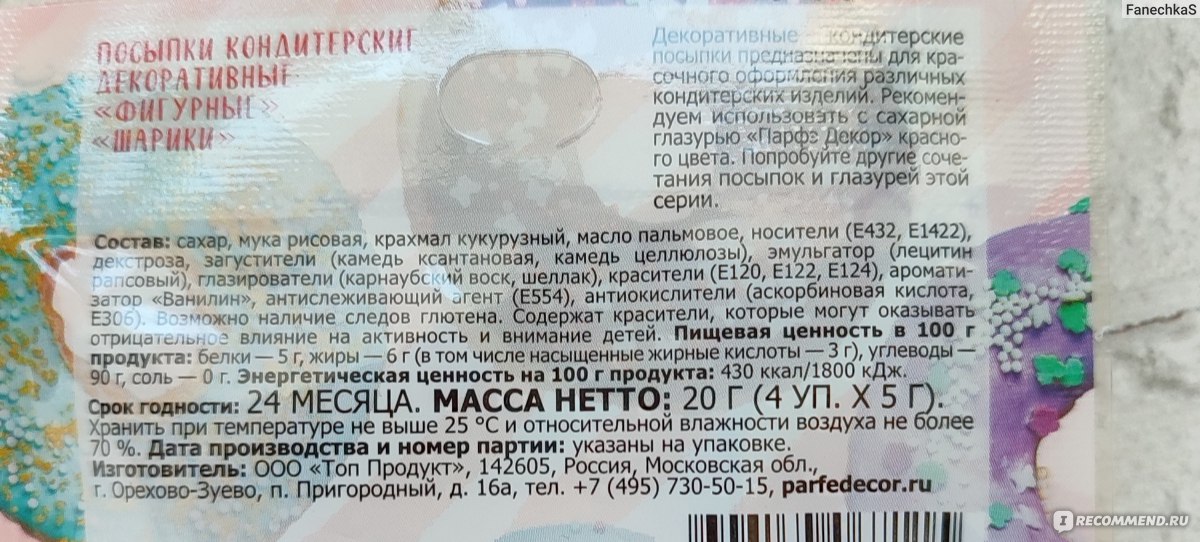 FanechkaS
ПОСЫПКИ КОНДИТЕРСКИЕ
ДЕКОРАТИВНЫЕ
«ФИГУРНЫЕ»
«ШАРИКИ»
Декоративные кондитерские
посыпки предназначены для кра-
сочного оформления различных
кондитерских изделий. Рекомен-
дуем использовать с сахарной
глазурью «Парфэ Декор» красно-
го цвета. Попробуйте другие соче-
тания посыпок и глазурей этой
серии.
Состав: сахар, мука рисовая, крахмал кукурузный, масло пальмовое, носители (Е432, Е1422),
декстроза, загустители (камедь ксантановая, камедь целлюлозы), эмульгатор (лецитин
рапсовый), глазирователи (карнаубский воск, шеллак), красители (Е120, Е122, Е124), аромати-
затор «Ванилин», антислеживающий агент (Е554), антиокислители (аскорбиновая кислота,
Е306). Возможно наличие следов глютена. Содержат красители, которые могут оказывать
отрицательное влияние на активность и внимание детей. Пищевая ценность в 100 г
продукта: белки — 5 г, жиры — 6 г (в том числе насыщенные жирные кислоты — 3 г), углеводы —
90 г, соль — 0 г. Энергетическая ценность на 100 г продукта: 430 ккал/1800 кДж.
Срок годности: 24 МЕСЯЦА. МАССА НЕТТО: 20 Г (4 УП. Х 5 Г).
Хранить при температуре не выше 25 °С и относительной влажности воздуха не более
70 %. Дата производства и номер партии: указаны на упаковке.
Изготовитель: ООО «Топ Продукт», 142605, Россия, Московская обл.,
г. Орехово-Зуево, п. Пригородный, д. 16а, тел. +7 (495) 730-50-15, parfedecor.ru
I RECOMMEND.RU